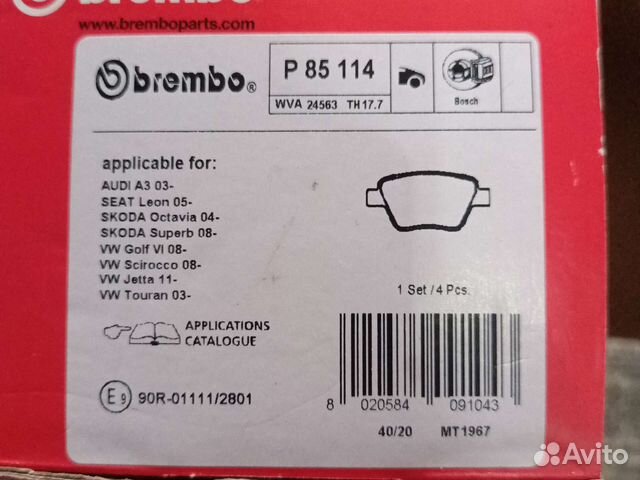 brembo
www.bremboparts.com
brembo®
P 85 114
WVA 24563 TH 17.7
Bosch
applicable for:
AUDI A3 03-
SEAT Leon 05-
SKODA Octavia 04-
SKODA Superb 08-
VW Golf VI 08-
VW Scirocco 08-
VW Jetta 11-
VW Touran 03-
1 Set / 4 Pcs.
APPLICATIONS
CATALOGUE
E9 90R-01111/2801
8 020584 091043
40/20 MT1967
Avito